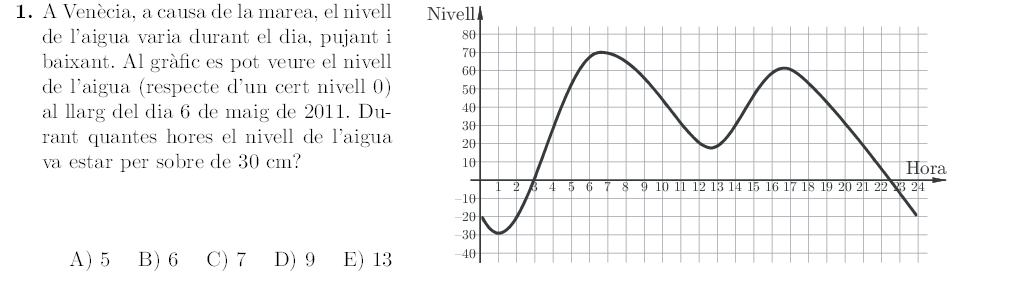 1. A Venècia, a causa de la marea, el nivell
de l'aigua varia durant el dia, pujant i
baixant. Al gràfic es pot veure el nivell
de l'aigua (respecte d'un cert nivell 0)
al llarg del dia 6 de maig de 2011. Du-
rant quantes hores el nivell de l'aigua
va estar per sobre de 30 cm?
A) 5 B) 6 C) 7 D) 9 E) 13
Nivell
80
70
60
50
40
30
20
10
Hora
1 2 3 4 5 6 7 8 9 10 11 12 13 14 15 16 17 18 19 20 21 22 23 24
-10
-20
-30
-40